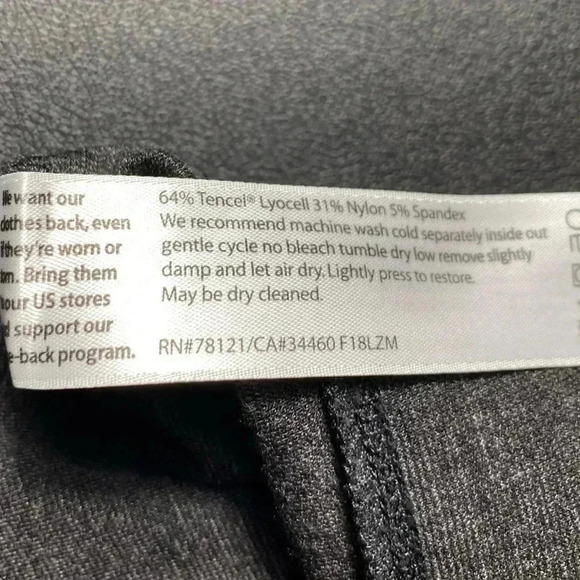 We want our
clothes back, even
if they're worn or
torn. Bring them
to our US stores
and support our
take-back program.
64% Tencel® Lyocell 31% Nylon 5% Spandex
We recommend machine wash cold separately inside out
gentle cycle no bleach tumble dry low remove slightly
damp and let air dry. Lightly press to restore.
May be dry cleaned.
RN#78121/CA#34460 F18LZM